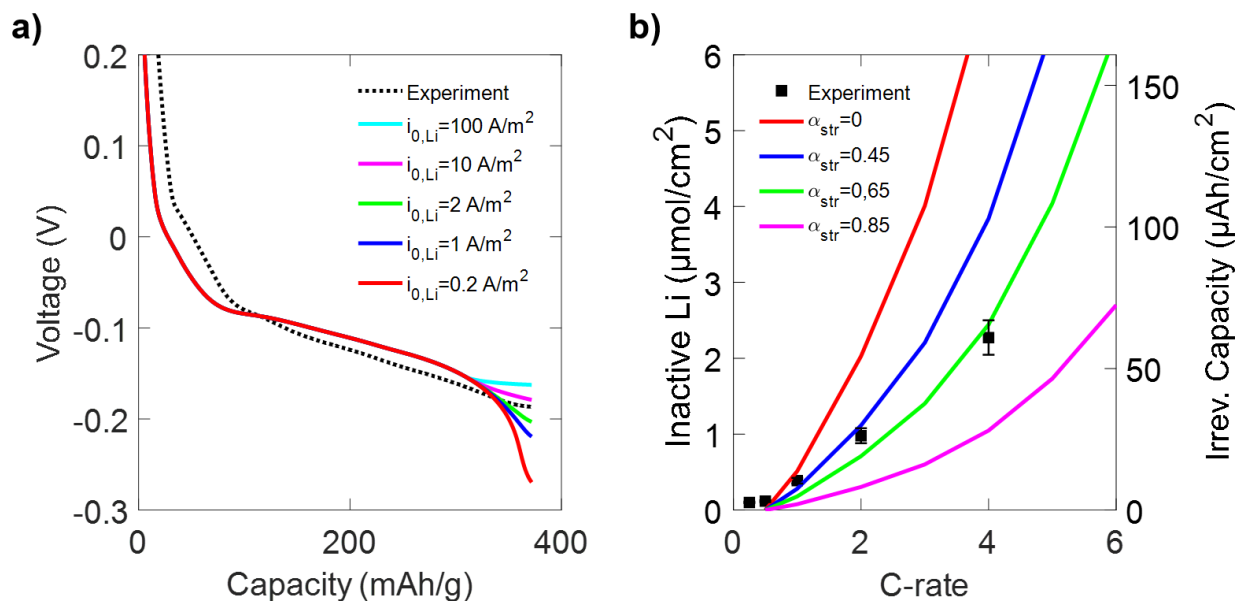 a)
0.2
0.1
0
-0.1
-0.2
-0.3
Voltage (V)
0
200
400
Capacity (mAh/g)
Experiment
i0,Li=100 A/m²
i0,Li=10 A/m²
i0,Li=2 A/m²
i0,Li=1 A/m²
i0,Li=0.2 A/m²
b)
6
5
4
3
2
1
0
Inactive Li (µmol/cm²)
0
2
4
6
C-rate
150
100
50
0
Irrev. Capacity (µAh/cm²)
Experiment
αstr=0
αstr=0.45
αstr=0,65
αstr=0.85